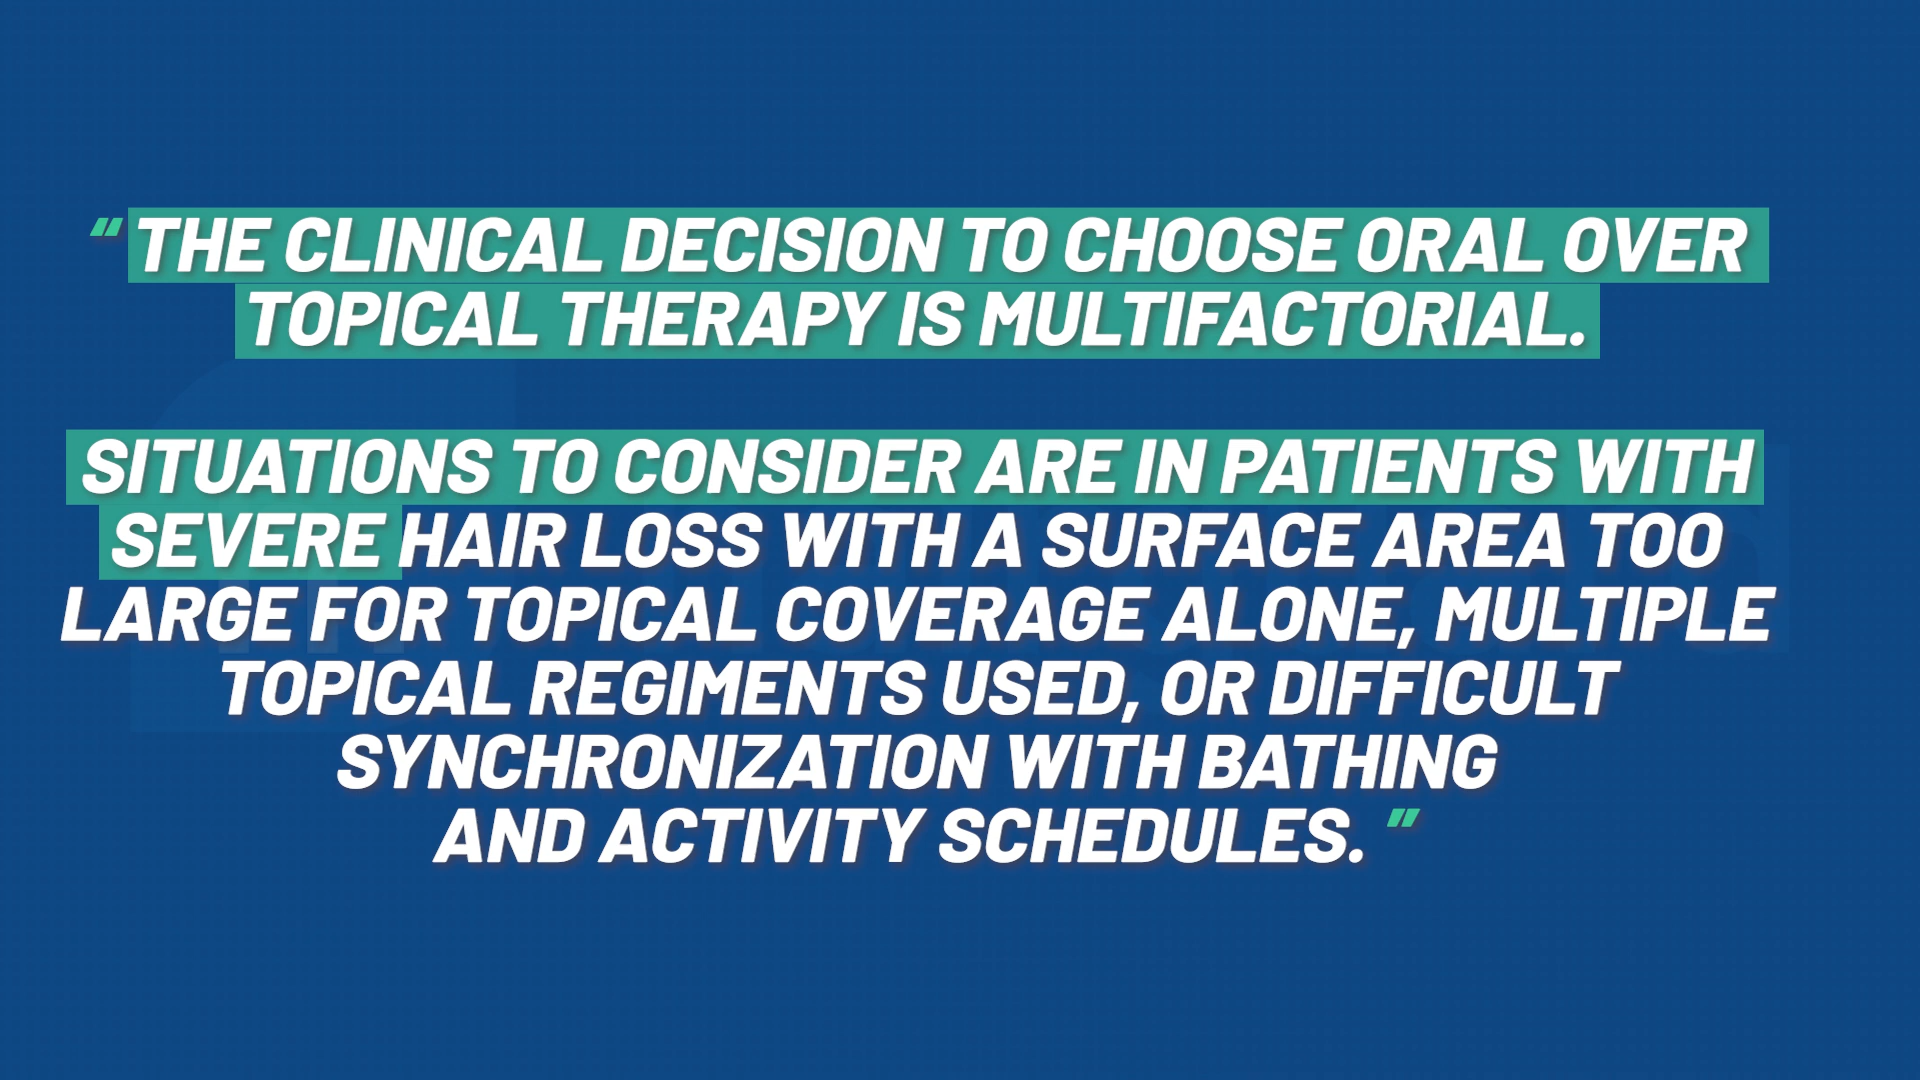 “THE CLINICAL DECISION TO CHOOSE ORAL OVER
TOPICAL THERAPY IS MULTIFACTORIAL.
SITUATIONS TO CONSIDER ARE IN PATIENTS WITH
SEVERE HAIR LOSS WITH A SURFACE AREA TOO
LARGE FOR TOPICAL COVERAGE ALONE, MULTIPLE
TOPICAL REGIMENTS USED, OR DIFFICULT
SYNCHRONIZATION WITH BATHING
AND ACTIVITY SCHEDULES.”